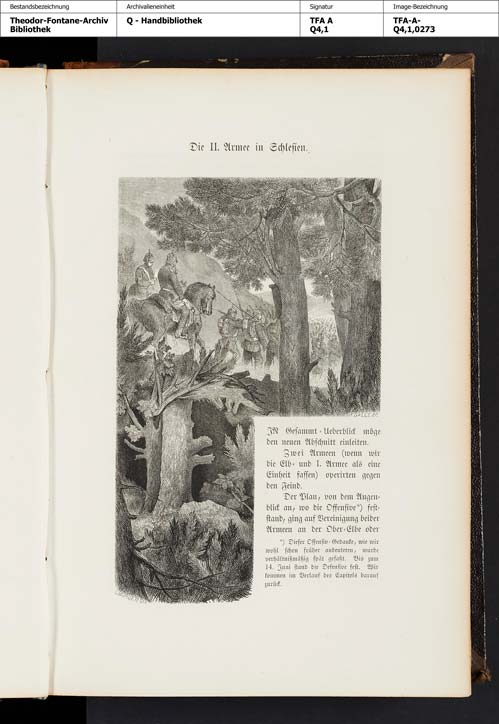 Bestandsbezeichnung
Archivalieneinheit
Signatur
Image-Bezeichnung
Theodor-Fontane-Archiv
Bibliothek
Q - Handbibliothek
TFA A
Q4,1
TFA-A-
Q4,1,0273
Die II. Armee in Schlesien.
IN Gesammt-Ueberblick möge
den neuen Abschnitt einleiten.
Zwei Armeen (wenn wir
die Elb- und I. Armee als eine
Einheit fassen) operirten gegen
den Feind.
Der Plan, von dem Augen-
blick an, wo die Offensive*) fest-
stand, ging auf Vereinigung beider
Armeen an der Ober-Elbe oder
*) Dieser Offensiv-Gedanke, wie wir
wohl schon früher andeuteten, wurde
verhältnißmäßig spät gefaßt. Bis zum
14. Juni stand die Defensive fest. Wir
kommen im Verlauf des Capitels darauf
zurück.